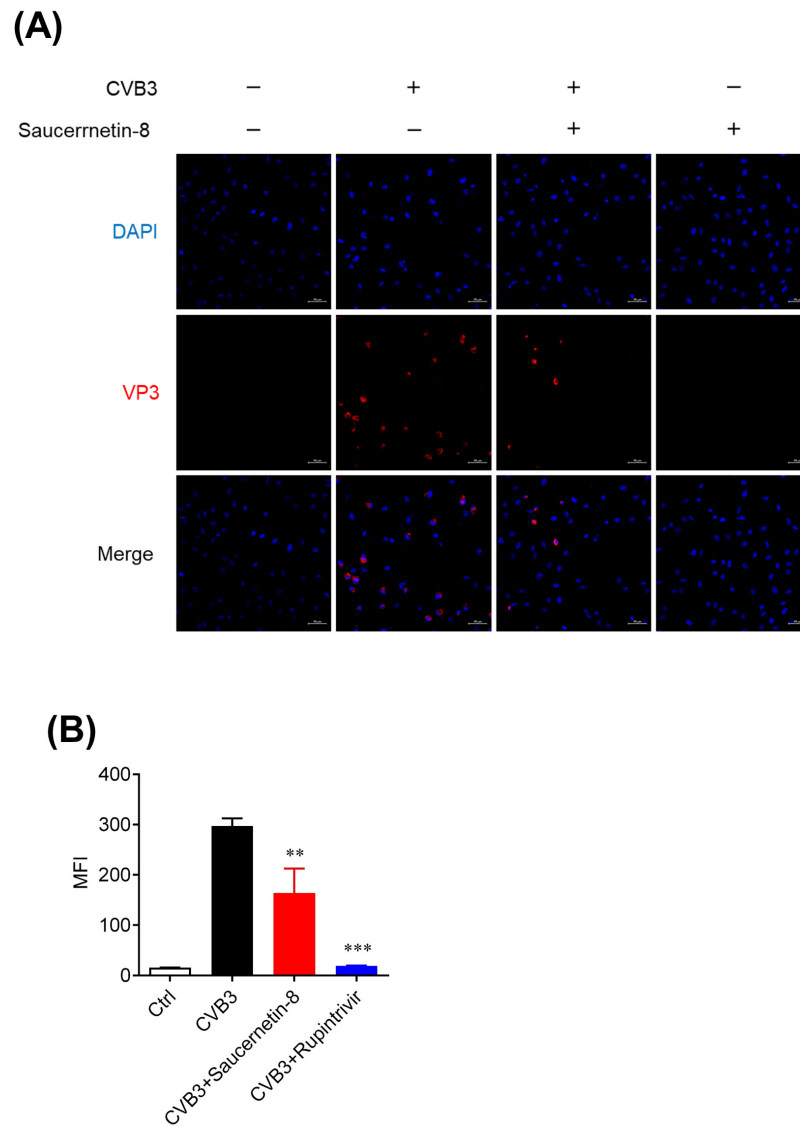 (A)
CVB3 − + + −
Saucerrnetin-8 − − + +
DAPI
VP3
Merge
(B)
400
300
200
100
0
MFI
**
***
Ctrl
CVB3
CVB3+Saucernetin-8
CVB3+Rupintrivir